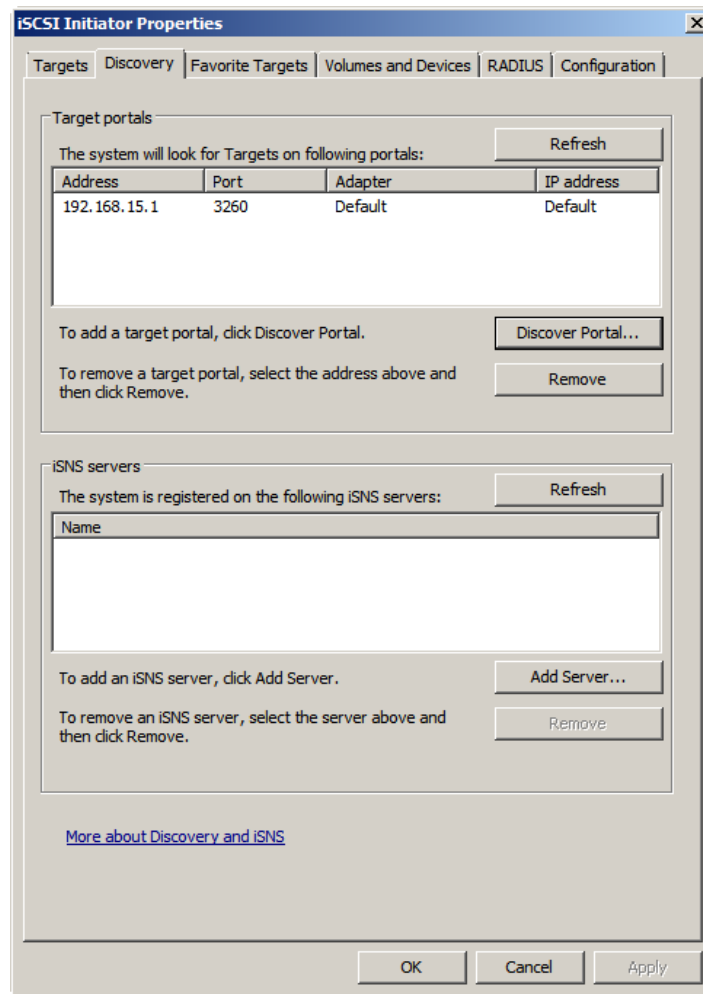 iSCSI Initiator Properties
Targets Discovery Favorite Targets Volumes and Devices RADIUS Configuration
Target portals
Refresh
The system will look for Targets on following portals:
Address Port Adapter IP address
192.168.15.1 3260 Default Default
To add a target portal, click Discover Portal.
Discover Portal...
To remove a target portal, select the address above and
then click Remove.
Remove
iSNS servers
Refresh
The system is registered on the following iSNS servers:
Name
To add an iSNS server, click Add Server.
Add Server...
To remove an iSNS server, select the server above and
then click Remove.
Remove
More about Discovery and iSNS
OK Cancel Apply